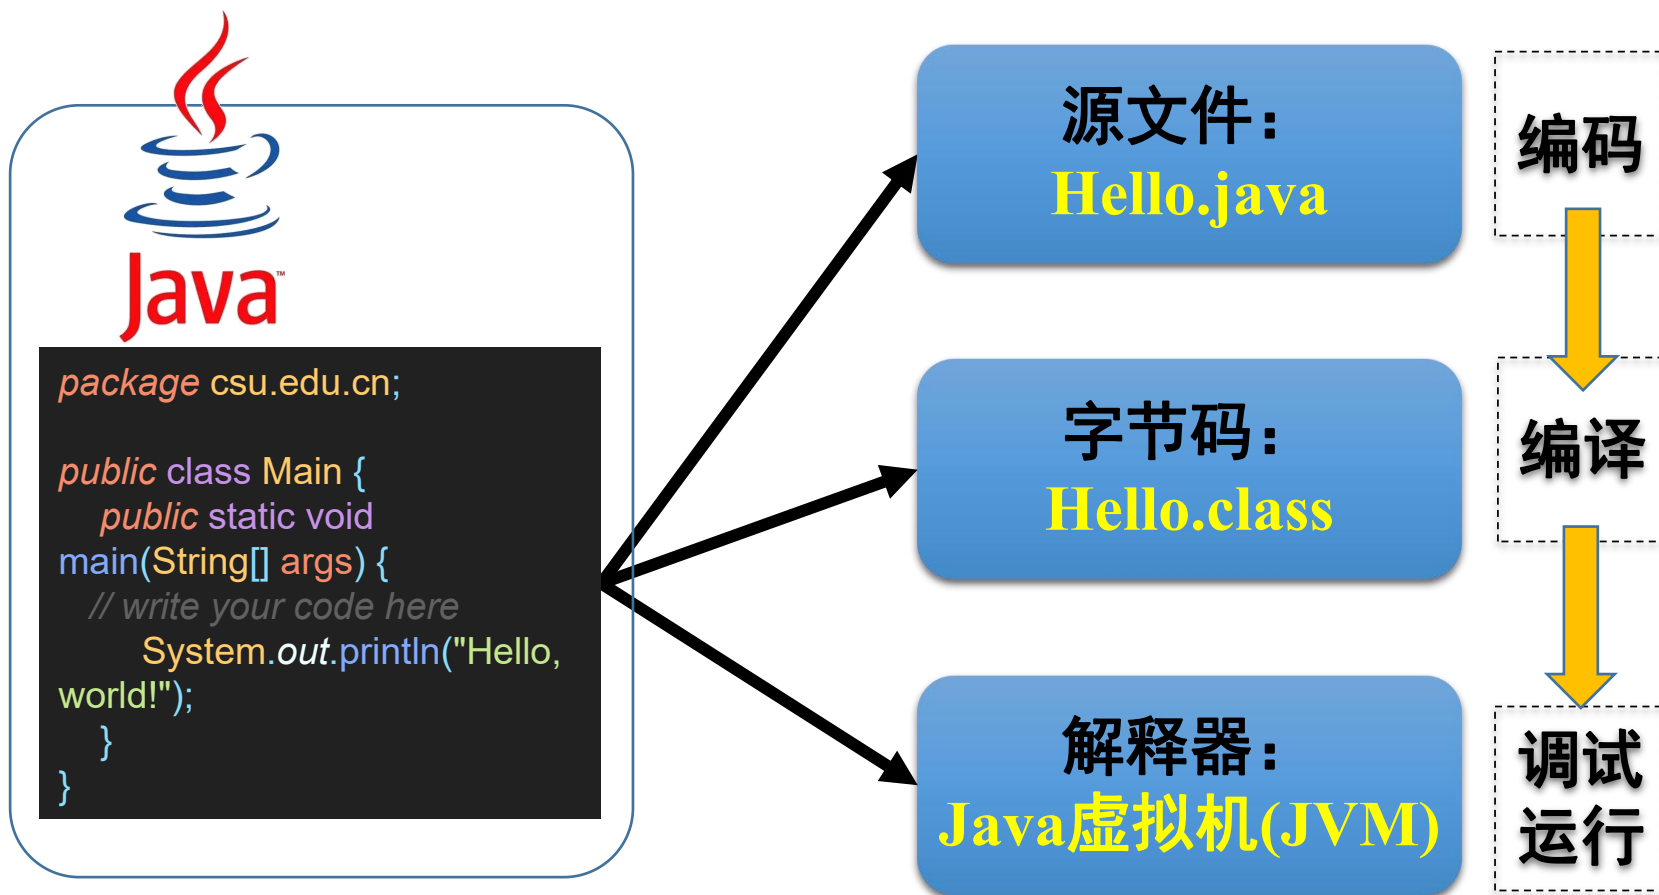 Java™
package csu.edu.cn;
public class Main {
public static void
main(String[] args) {
// write your code here
System.out.println("Hello,
world!");
}
}
源文件：
Hello.java
编码
字节码：
Hello.class
编译
解释器：
Java虚拟机(JVM)
调试
运行